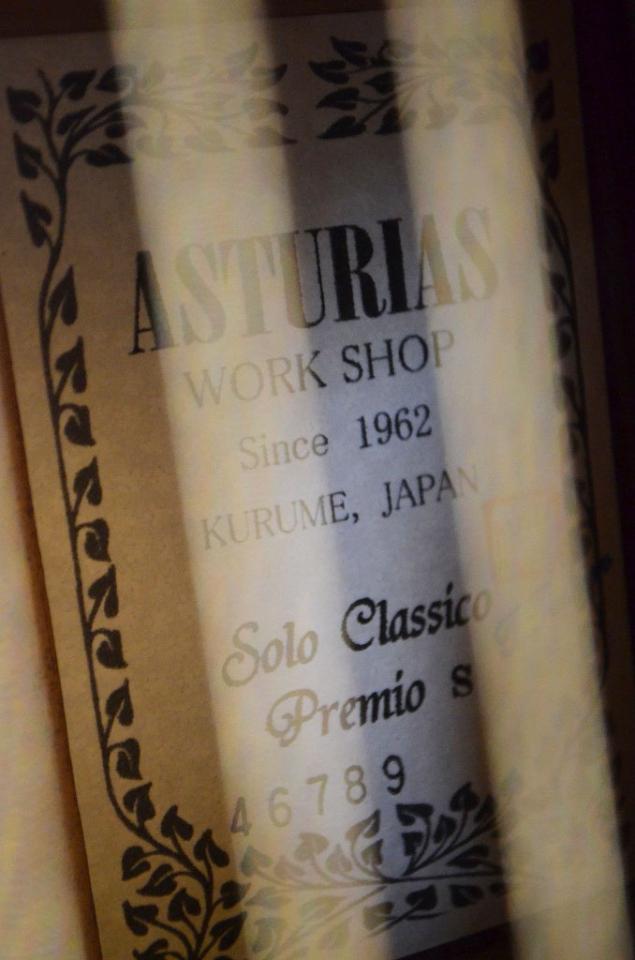 ASTURIAS
WORK SHOP
Since 1962
KURUME, JAPAN
Solo Classico
Premio S
46789